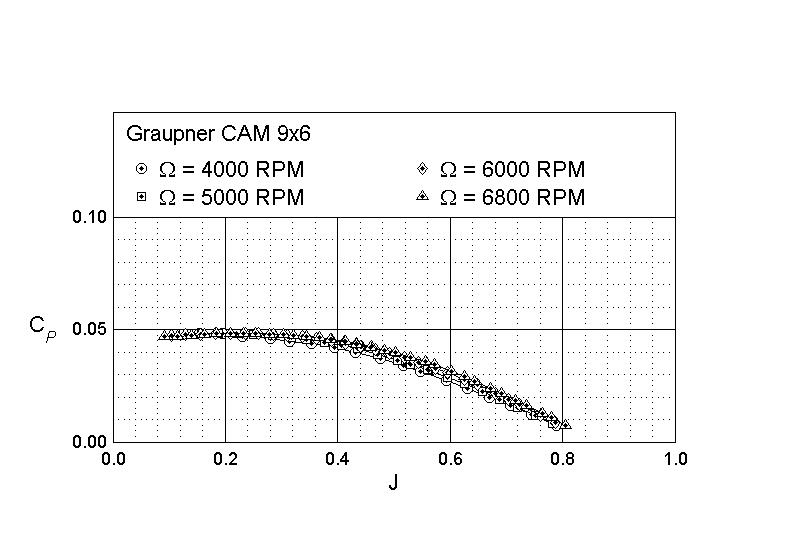 Graupner CAM 9x6
Ω = 4000 RPM Ω = 6000 RPM
Ω = 5000 RPM Ω = 6800 RPM
0.10
0.05
CP
0.00
0.0 0.2 0.4 0.6 0.8 1.0
J